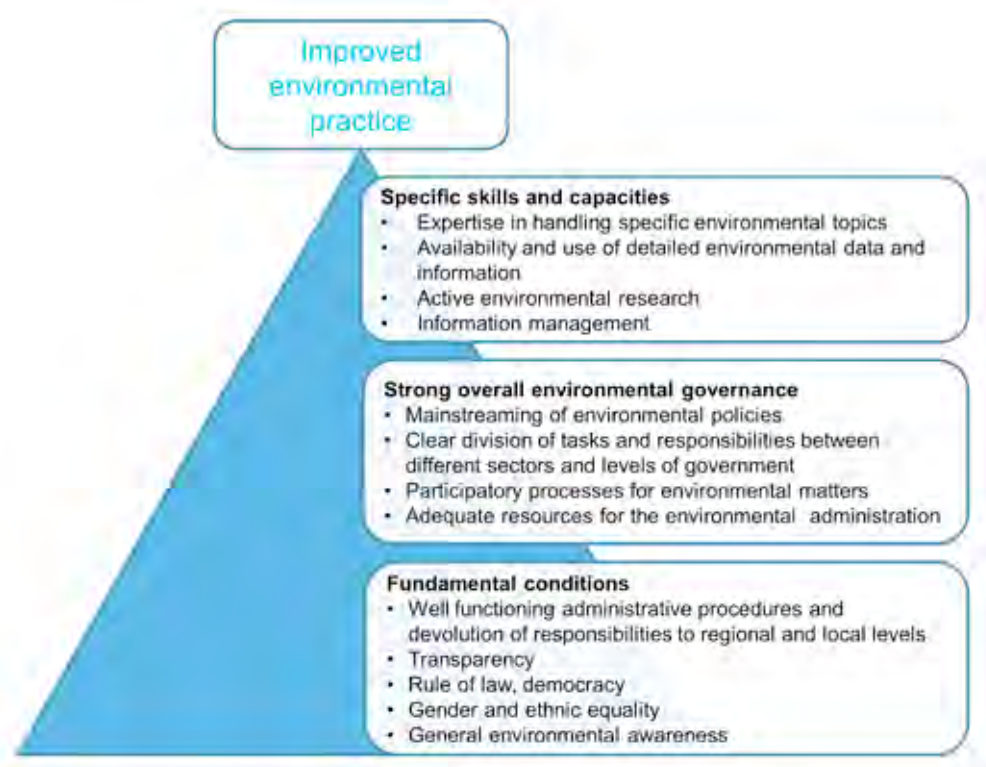 Improved
environmental
practice
Specific skills and capacities
• Expertise in handling specific environmental topics
• Availability and use of detailed environmental data and
information
• Active environmental research
• Information management
Strong overall environmental governance
• Mainstreaming of environmental policies
• Clear division of tasks and responsibilities between
different sectors and levels of government
• Participatory processes for environmental matters
• Adequate resources for the environmental administration
Fundamental conditions
• Well functioning administrative procedures and
devolution of responsibilities to regional and local levels
• Transparency
• Rule of law, democracy
• Gender and ethnic equality
• General environmental awareness